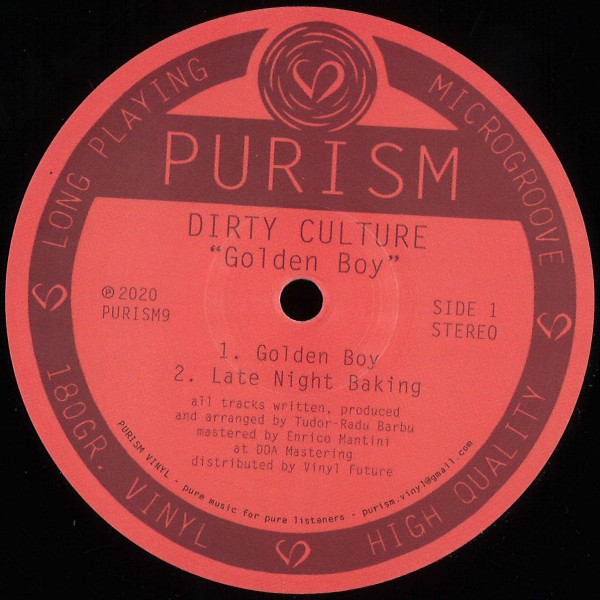 PURISM
LONG PLAYING
MICROGROOVE
DIRTY CULTURE
“Golden Boy”
℗ 2020
PURISM9
SIDE 1
STEREO
1. Golden Boy
2. Late Night Baking
all tracks written, produced
and arranged by Tudor-Radu Barbu
mastered by Enrico Mantini
at DDA Mastering
distributed by Vinyl Future
PURISM VINYL - pure music for pure listeners - purism.vinyl@gmail.com
180GR. VINYL
HIGH QUALITY